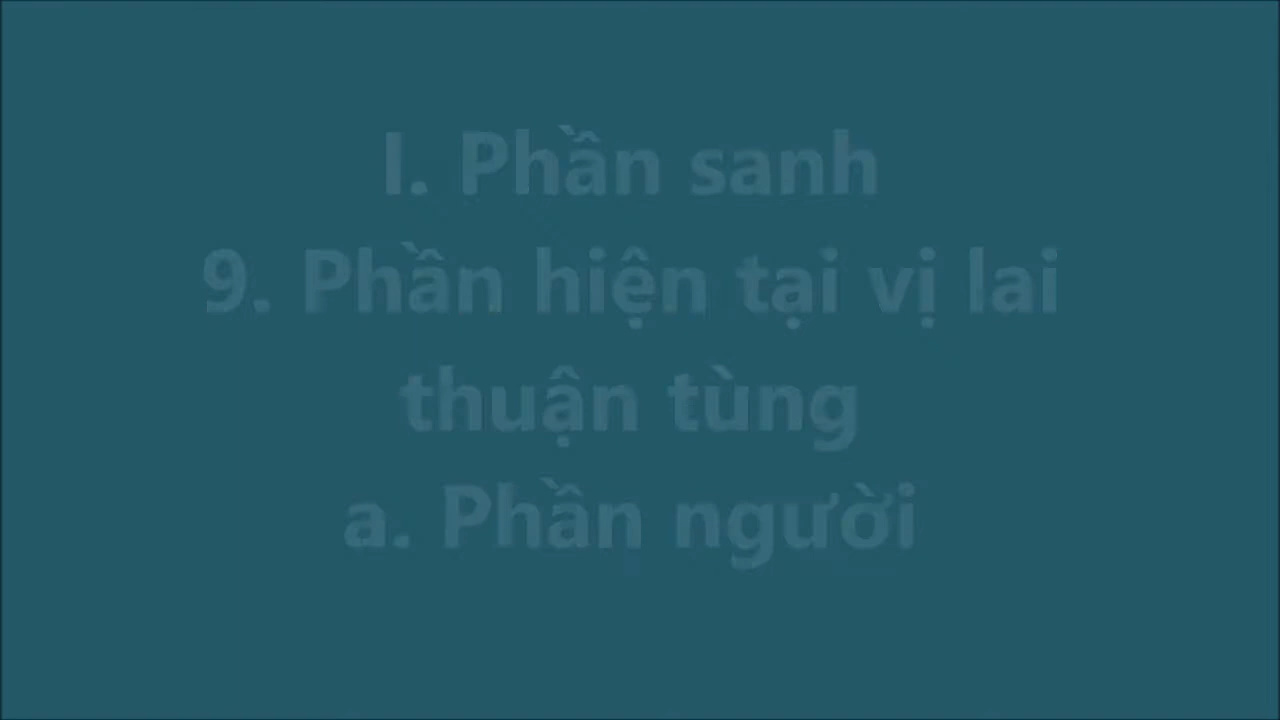 I. Phần sanh
9. Phần hiện tại vị lai
thuận tùng
a. Phần người